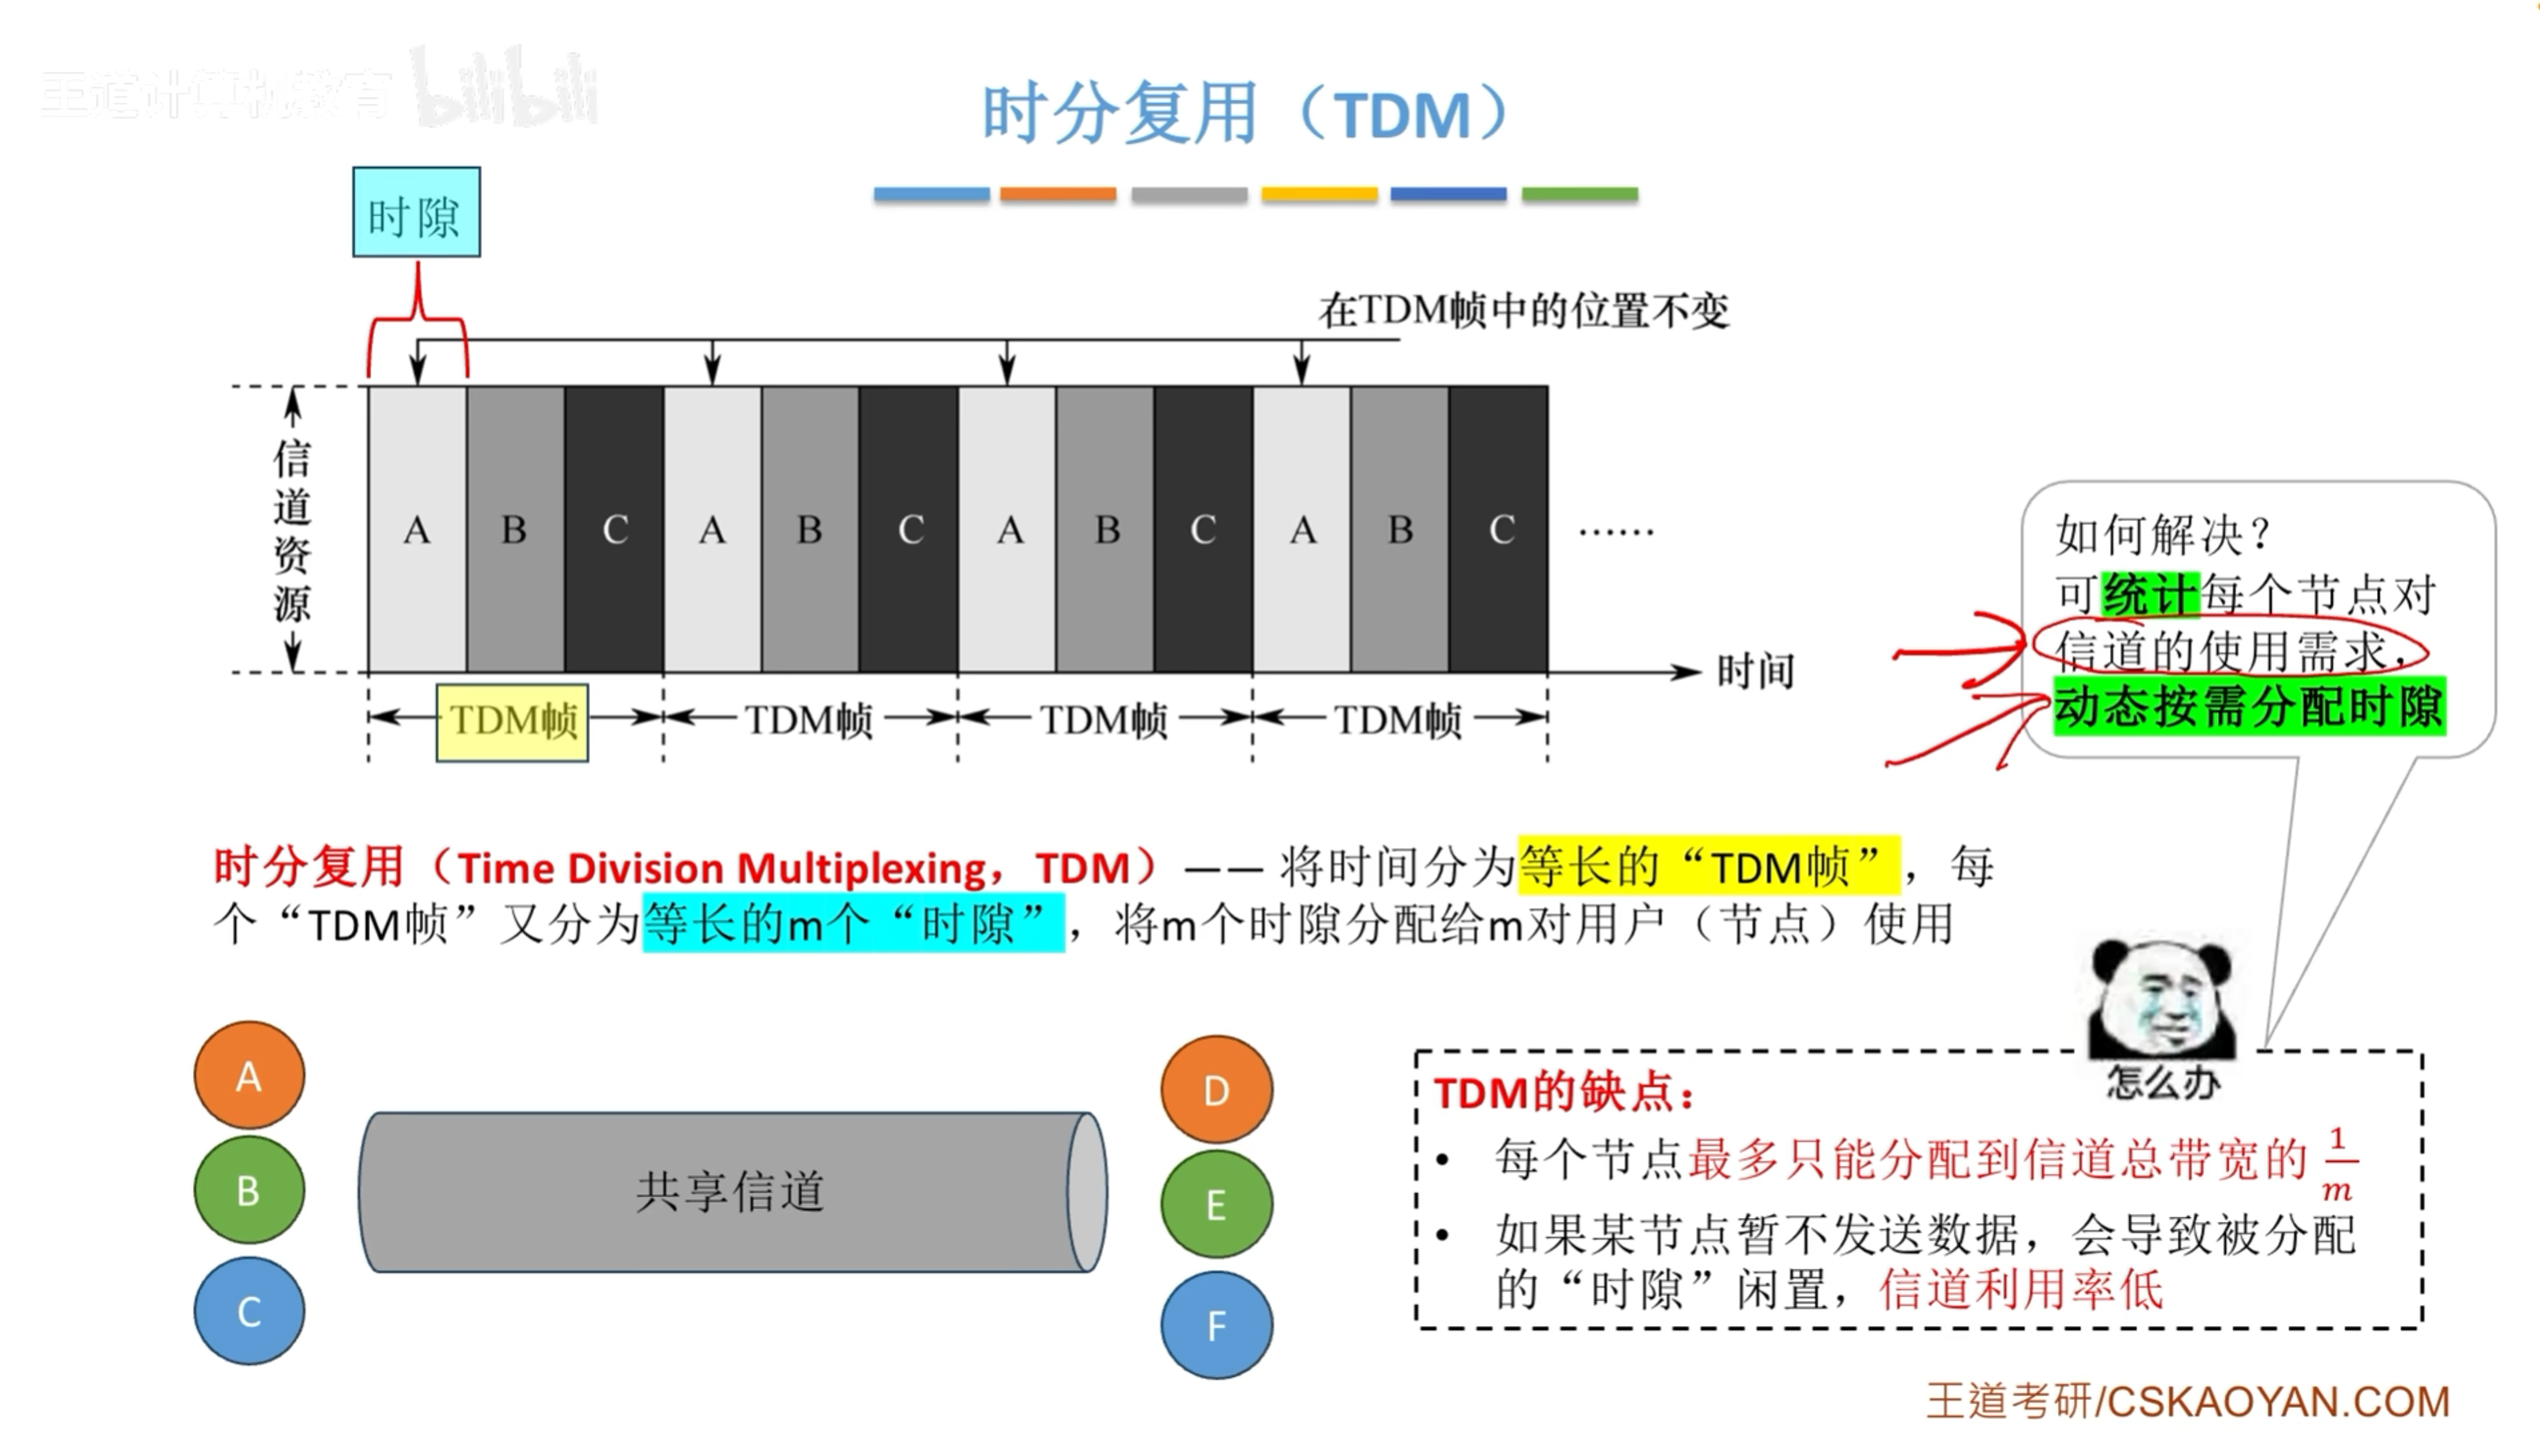 王道计算机教育 bilibili
时分复用（TDM）
时隙
在TDM帧中的位置不变
信道资源
A B C A B C A B C A B C ……
时间
TDM帧 TDM帧 TDM帧 TDM帧
如何解决？
可统计每个节点对
信道的使用需求，
动态按需分配时隙
时分复用（Time Division Multiplexing，TDM）—— 将时间分为等长的“TDM帧”，每
个“TDM帧”又分为等长的m个“时隙”，将m个时隙分配给m对用户（节点）使用
A
B
C
共享信道
D
E
F
怎么办
TDM的缺点：
• 每个节点最多只能分配到信道总带宽的 1/m
• 如果某节点暂不发送数据，会导致被分配
的“时隙”闲置，信道利用率低
王道考研/CSKAOYAN.COM